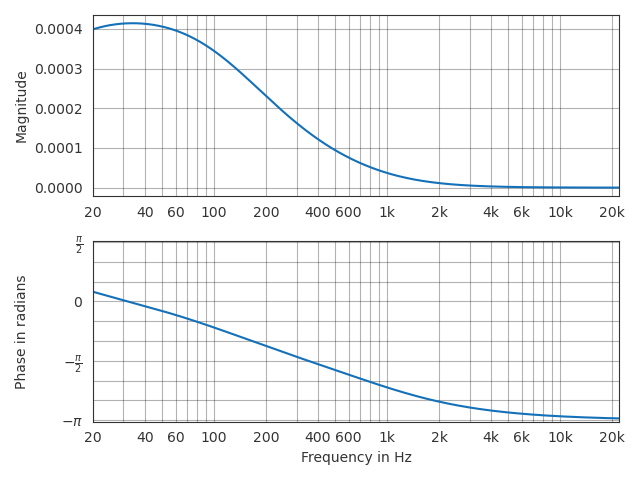 0.0004
0.0003
0.0002
0.0001
0.0000
Magnitude
20 40 60 100 200 400 600 1k 2k 4k 6k 10k 20k
π/2
0
−π/2
−π
Phase in radians
20 40 60 100 200 400 600 1k 2k 4k 6k 10k 20k
Frequency in Hz